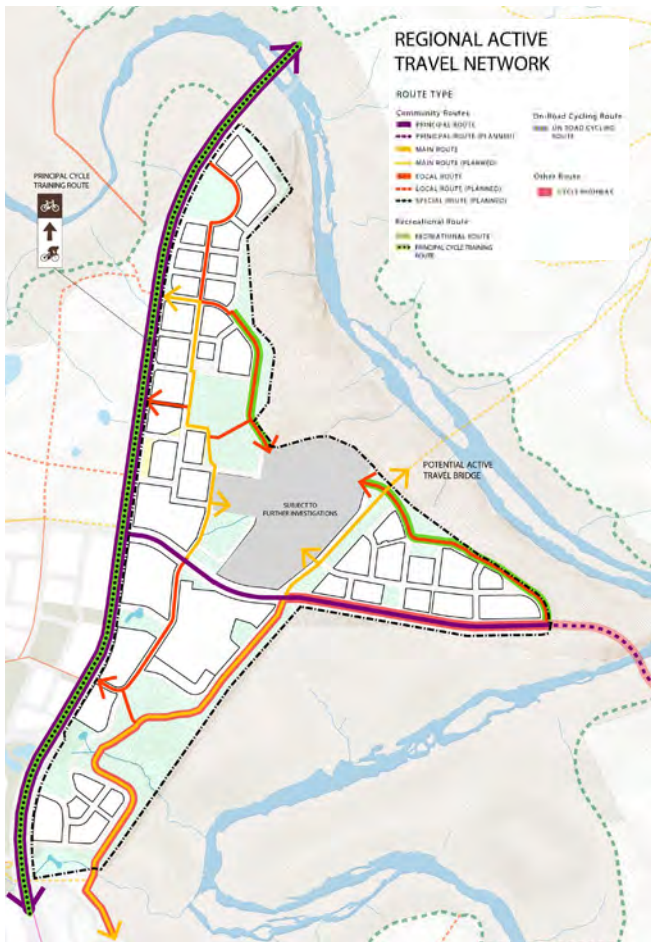 REGIONAL ACTIVE
TRAVEL NETWORK
ROUTE TYPE
Community Routes
PRINCIPAL ROUTE
PRINCIPAL ROUTE (PLANNED)
MAIN ROUTE
MAIN ROUTE (PLANNED)
LOCAL ROUTE
LOCAL ROUTE (PLANNED)
SPECIAL ROUTE (PLANNED)
Recreational Route
RECREATIONAL ROUTE
PRINCIPAL CYCLE TRAINING
ROUTE
On-Road Cycling Route
ON ROAD CYCLING
ROUTE
Other Route
CYCLE HIGHWAY
PRINCIPAL CYCLE
TRAINING ROUTE
POTENTIAL ACTIVE
TRAVEL BRIDGE
SUBJECT TO
FURTHER INVESTIGATIONS